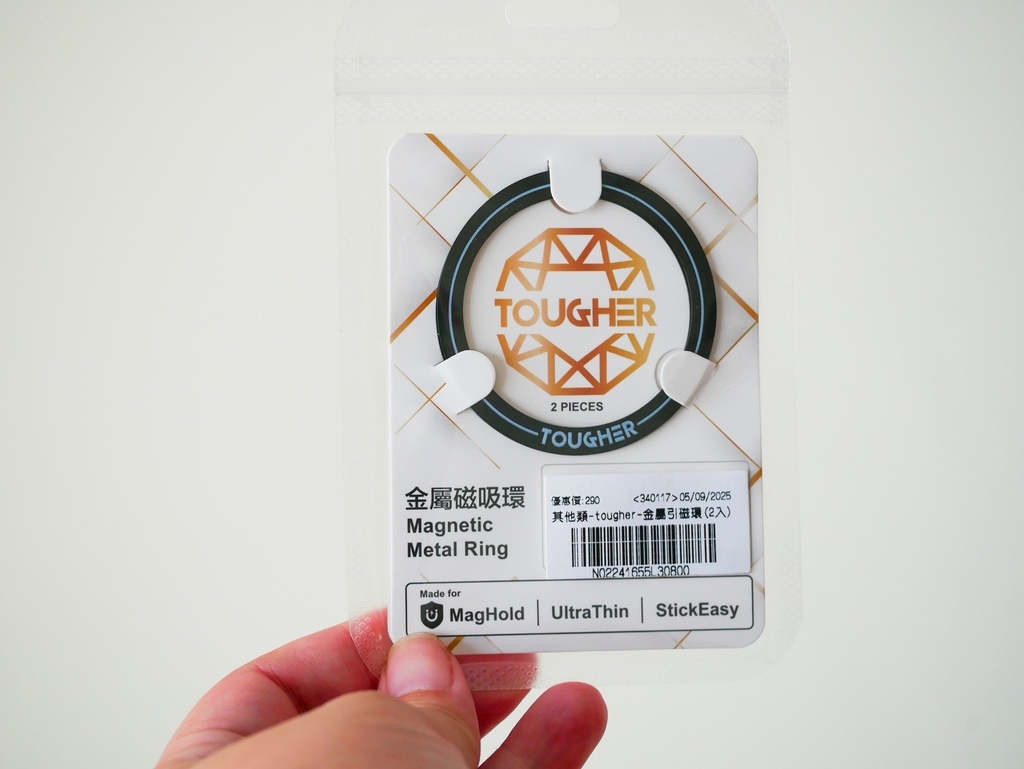 TOUGHER
2 PIECES
TOUGHER
金屬磁吸環
Magnetic
Metal Ring
優惠價:290 <340117>05/09/2025
其他類-tougher-金屬引磁環(2入)
N02241655L30800
Made for
MagHold | UltraThin | StickEasy